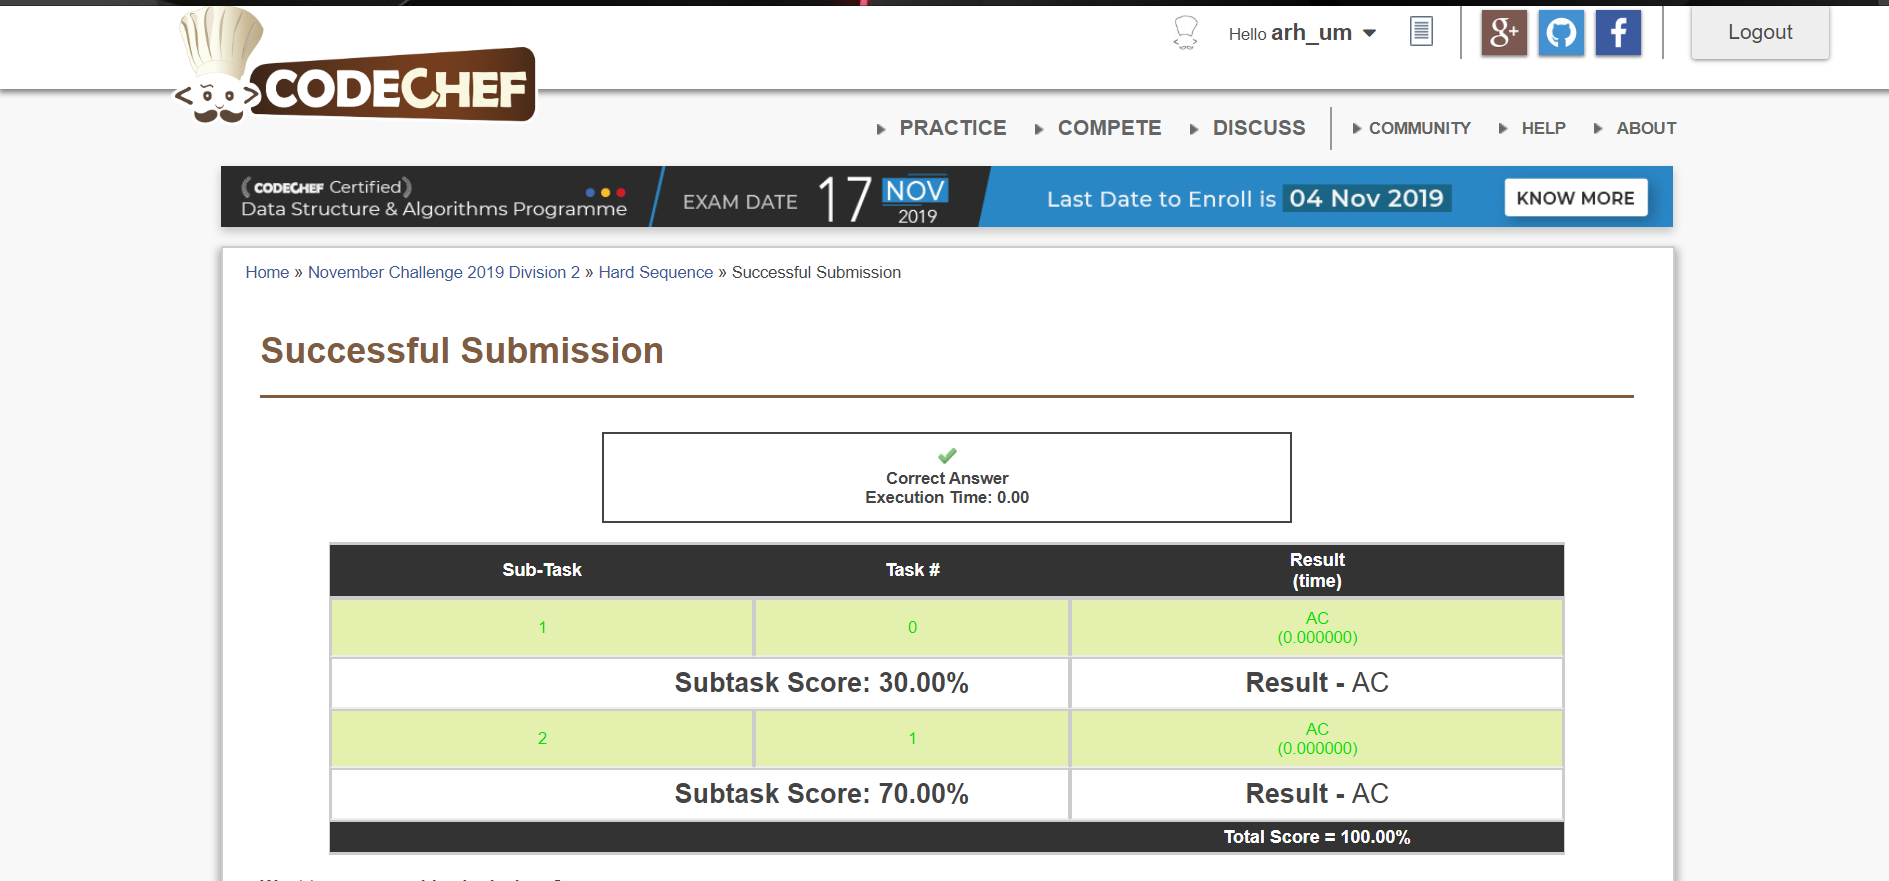 CODECHEF
Hello arh_um
g+
f
Logout
PRACTICE COMPETE DISCUSS COMMUNITY HELP ABOUT
(CODECHEF Certified)
Data Structure & Algorithms Programme
EXAM DATE 17 NOV 2019
Last Date to Enroll is 04 Nov 2019
KNOW MORE
Home » November Challenge 2019 Division 2 » Hard Sequence » Successful Submission
Successful Submission
Correct Answer
Execution Time: 0.00
Sub-Task Task # Result
(time)
1 0 AC
(0.000000)
Subtask Score: 30.00% Result - AC
2 1 AC
(0.000000)
Subtask Score: 70.00% Result - AC
Total Score = 100.00%